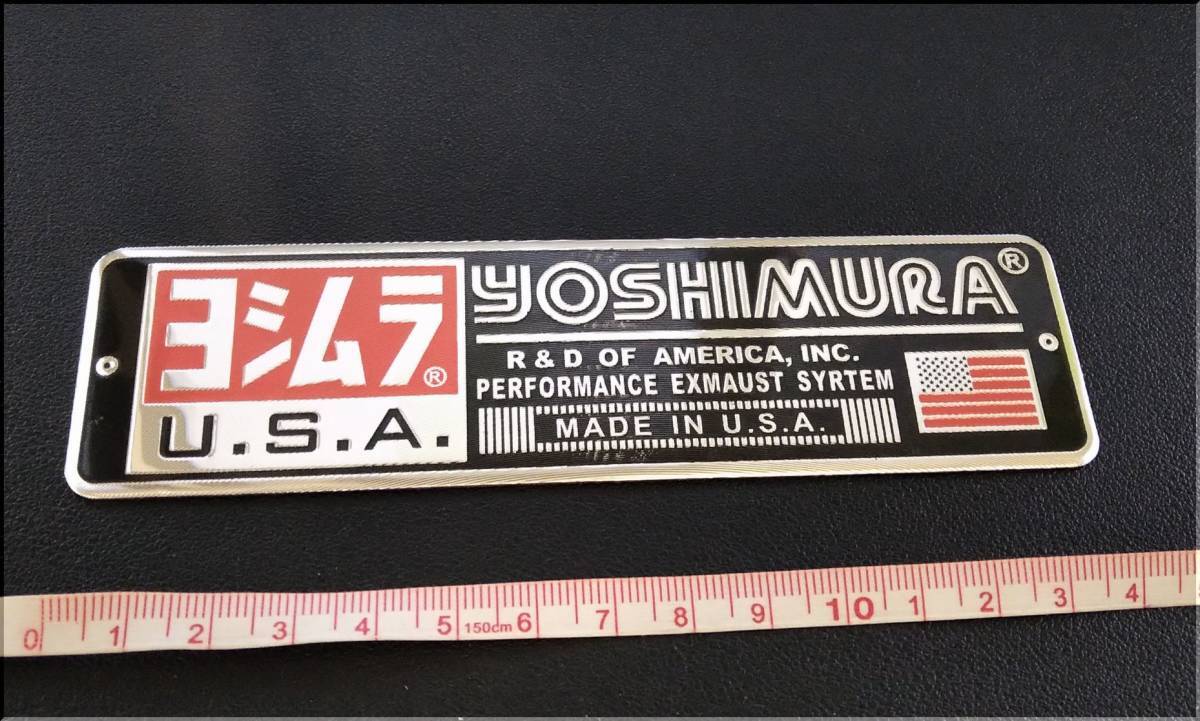 ヨシムラ®
U.S.A.
YOSHIMURA®
R & D OF AMERICA, INC.
PERFORMANCE EXMAUST SYRTEM
MADE IN U.S.A.
0 1 2 3 4 5 150cm 6 7 8 9 10 1 2 3 4